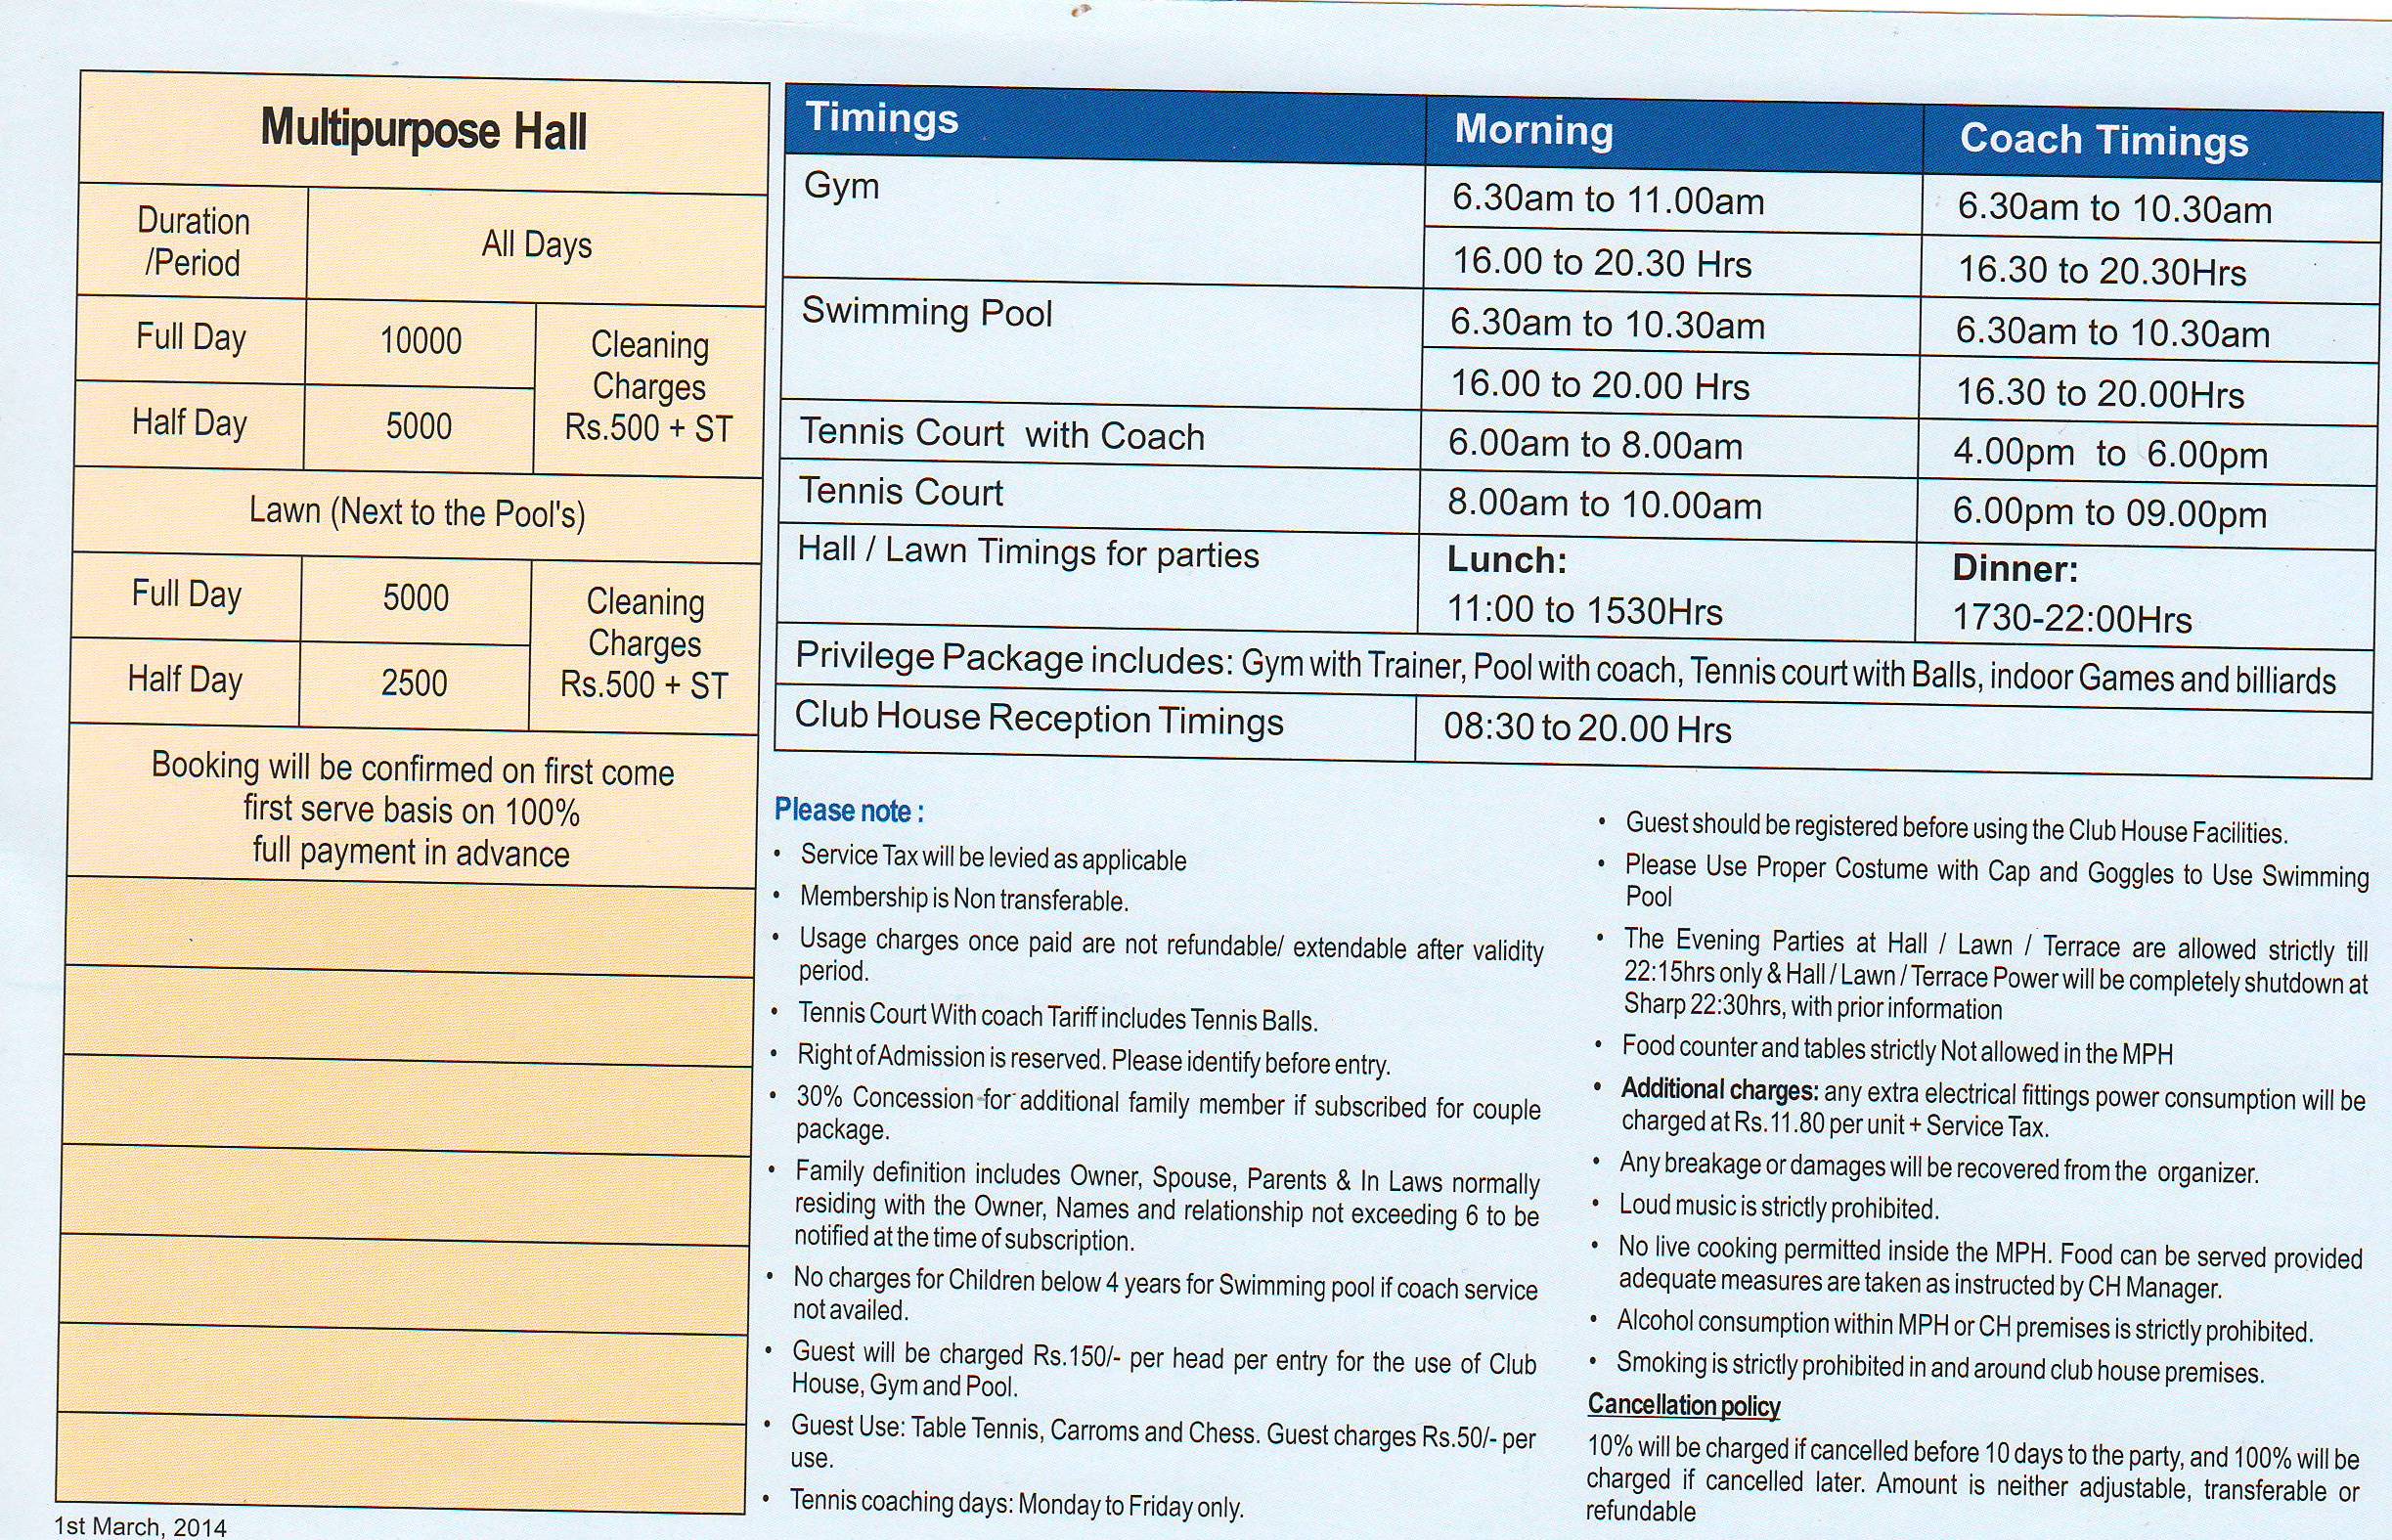 Multipurpose Hall
Duration
/Period
All Days
Full Day
10000
Cleaning
Charges
Rs.500 + ST
Half Day
5000
Lawn (Next to the Pool's)
Full Day
5000
Cleaning
Charges
Rs.500 + ST
Half Day
2500
Booking will be confirmed on first come
first serve basis on 100%
full payment in advance
1st March, 2014
Timings Morning Coach Timings
Gym 6.30am to 11.00am 6.30am to 10.30am
16.00 to 20.30 Hrs 16.30 to 20.30Hrs
Swimming Pool 6.30am to 10.30am 6.30am to 10.30am
16.00 to 20.00 Hrs 16.30 to 20.00Hrs
Tennis Court with Coach 6.00am to 8.00am 4.00pm to 6.00pm
Tennis Court 8.00am to 10.00am 6.00pm to 09.00pm
Hall / Lawn Timings for parties Lunch: Dinner:
11:00 to 1530Hrs 1730-22:00Hrs
Privilege Package includes: Gym with Trainer, Pool with coach, Tennis court with Balls, indoor Games and billiards
Club House Reception Timings 08:30 to 20.00 Hrs
Please note :
• Service Tax will be levied as applicable
• Membership is Non transferable.
• Usage charges once paid are not refundable/ extendable after validity
period.
• Tennis Court With coach Tariff includes Tennis Balls.
• Right of Admission is reserved. Please identify before entry.
• 30% Concession for additional family member if subscribed for couple
package.
• Family definition includes Owner, Spouse, Parents & In Laws normally
residing with the Owner, Names and relationship not exceeding 6 to be
notified at the time of subscription.
• No charges for Children below 4 years for Swimming pool if coach service
not availed.
• Guest will be charged Rs.150/- per head per entry for the use of Club
House, Gym and Pool.
• Guest Use: Table Tennis, Carroms and Chess. Guest charges Rs.50/- per
use.
• Tennis coaching days: Monday to Friday only.
• Guest should be registered before using the Club House Facilities.
• Please Use Proper Costume with Cap and Goggles to Use Swimming
Pool
• The Evening Parties at Hall / Lawn / Terrace are allowed strictly till
22:15hrs only & Hall / Lawn / Terrace Power will be completely shutdown at
Sharp 22:30hrs, with prior information
• Food counter and tables strictly Not allowed in the MPH
• Additional charges: any extra electrical fittings power consumption will be
charged at Rs.11.80 per unit + Service Tax.
• Any breakage or damages will be recovered from the organizer.
• Loud music is strictly prohibited.
• No live cooking permitted inside the MPH. Food can be served provided
adequate measures are taken as instructed by CH Manager.
• Alcohol consumption within MPH or CH premises is strictly prohibited.
• Smoking is strictly prohibited in and around club house premises.
Cancellation policy
10% will be charged if cancelled before 10 days to the party, and 100% will be
charged if cancelled later. Amount is neither adjustable, transferable or
refundable